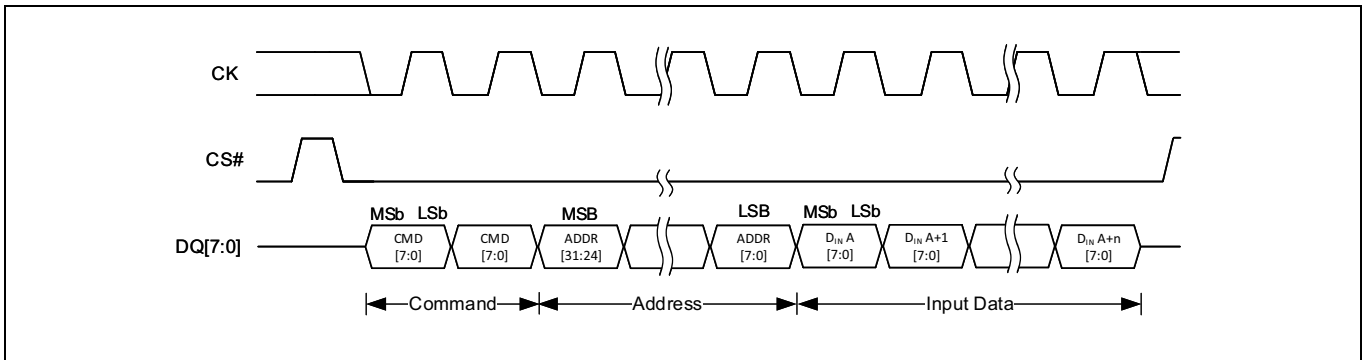 CK
CS#
MSb LSb MSB LSB MSb LSb
DQ[7:0]
CMD [7:0]
CMD [7:0]
ADDR [31:24]
ADDR [7:0]
DIN A [7:0]
DIN A+1 [7:0]
DIN A+n [7:0]
Command Address Input Data